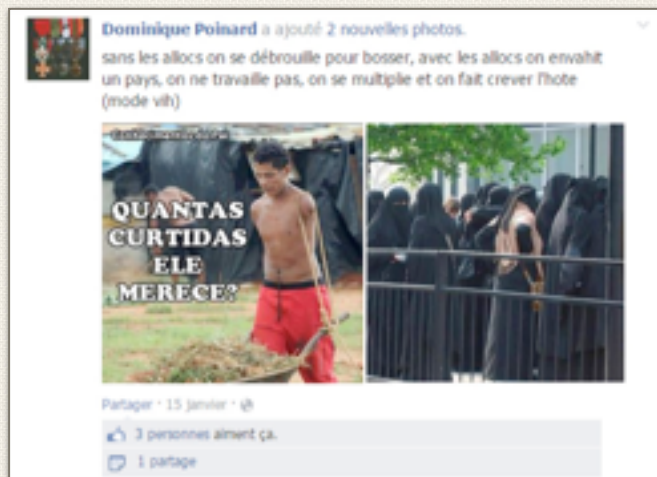 Dominique Poinard a ajouté 2 nouvelles photos.
sans les allocs on se débrouille pour bosser, avec les allocs on envahit
un pays, on ne travaille pas, on se multiplie et on fait crever l'hote
(mode vih)
QUANTAS
CURTIDAS
ELE
MERECE?
Partager · 15 janvier ·
3 personnes aiment ça.
1 partage